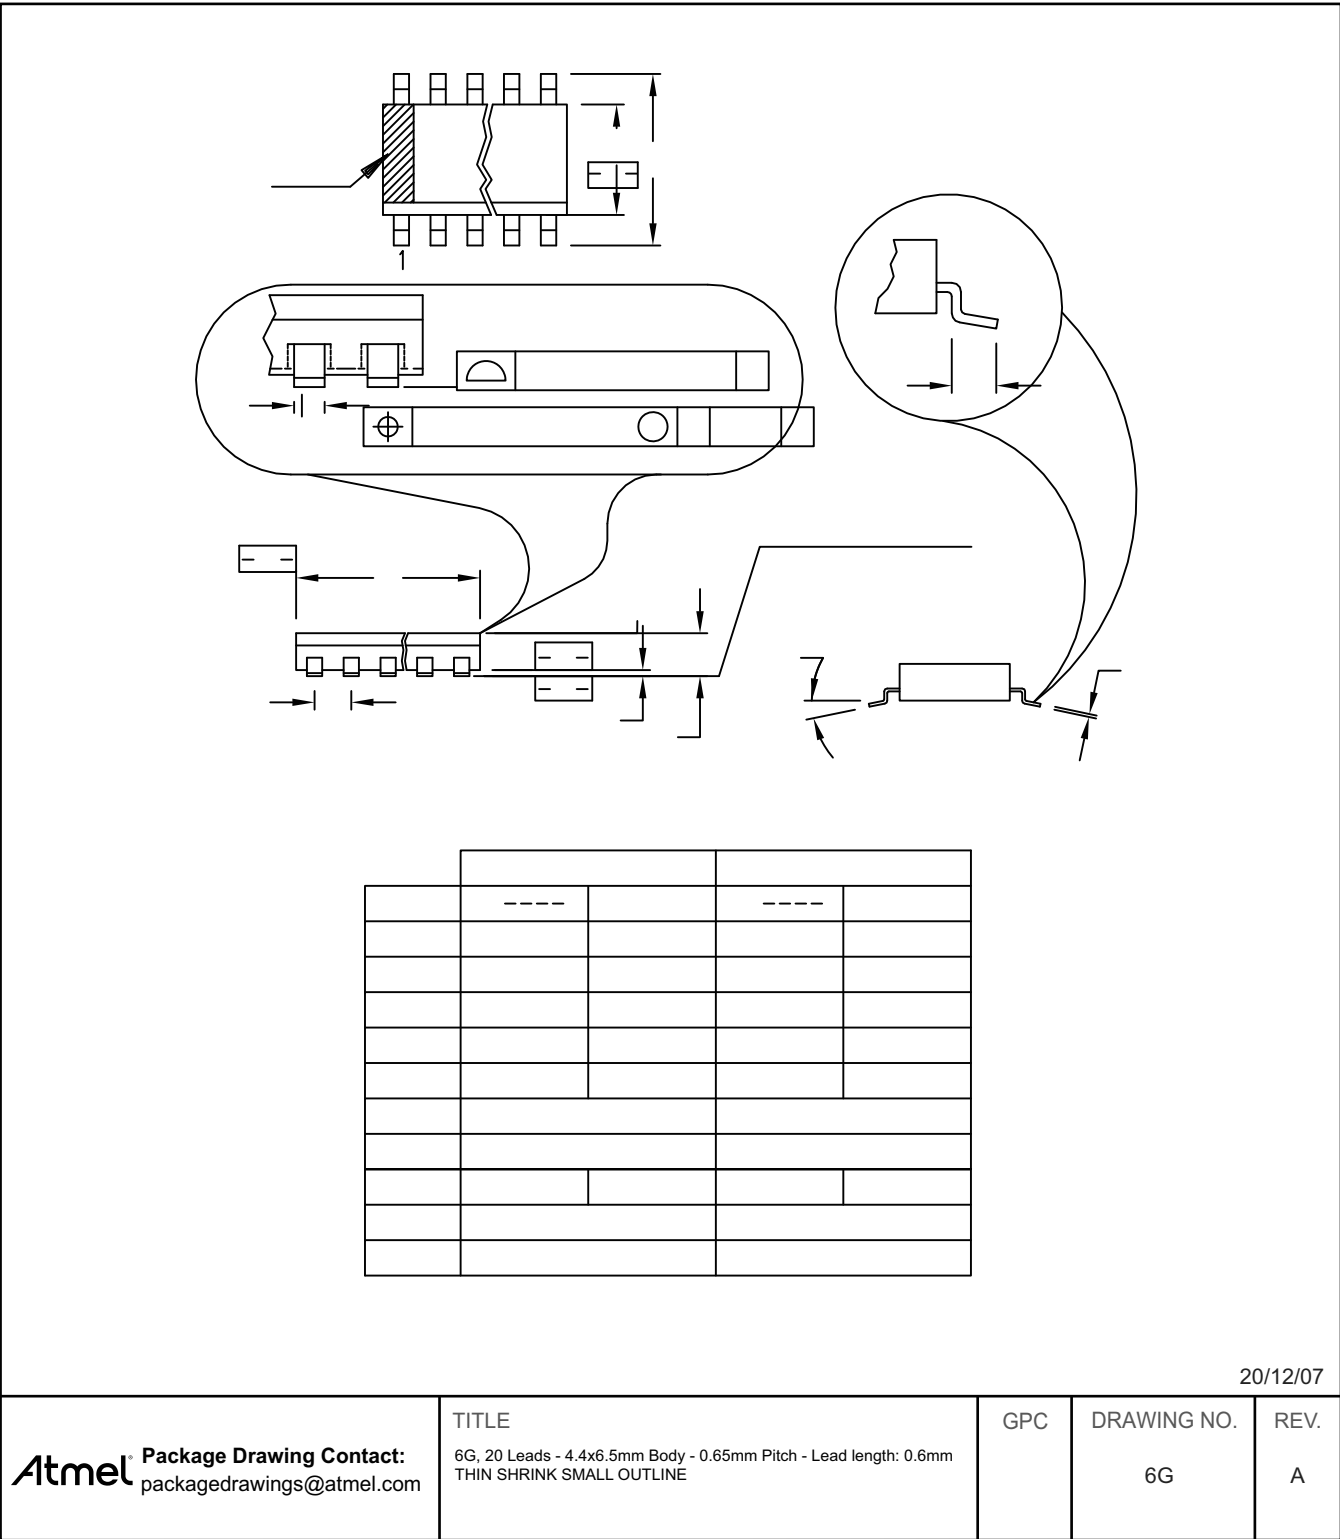 1
20/12/07
Atmel
Package Drawing Contact:
packagedrawings@atmel.com
TITLE
6G, 20 Leads - 4.4x6.5mm Body - 0.65mm Pitch - Lead length: 0.6mm
THIN SHRINK SMALL OUTLINE
GPC
DRAWING NO.
6G
REV.
A